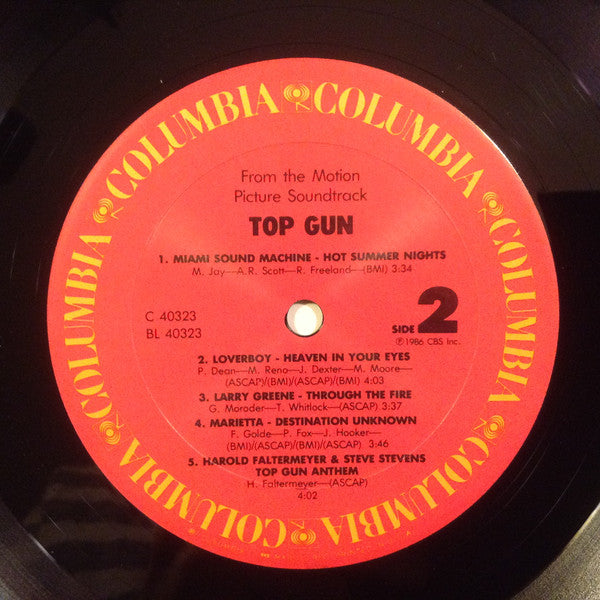 COLUMBIA COLUMBIA COLUMBIA COLUMBIA COLUMBIA COLUMBIA
From the Motion
Picture Soundtrack
TOP GUN
1. MIAMI SOUND MACHINE - HOT SUMMER NIGHTS
M. Jay—A.R. Scott—R. Freeland—(BMI) 3:34
C 40323
BL 40323
SIDE 2
℗1986 CBS Inc.
2. LOVERBOY - HEAVEN IN YOUR EYES
P. Dean—M. Reno—J. Dexter—M. Moore—
(ASCAP)/(BMI)/(ASCAP)/(BMI) 4:03
3. LARRY GREENE - THROUGH THE FIRE
G. Moroder—T. Whitlock—(ASCAP) 3:37
4. MARIETTA - DESTINATION UNKNOWN
F. Golde—P. Fox—J. Hooker—
(BMI)/(ASCAP)/(BMI)/(ASCAP) 3:46
5. HAROLD FALTERMEYER & STEVE STEVENS
TOP GUN ANTHEM
H. Faltermeyer—(ASCAP)
4:02